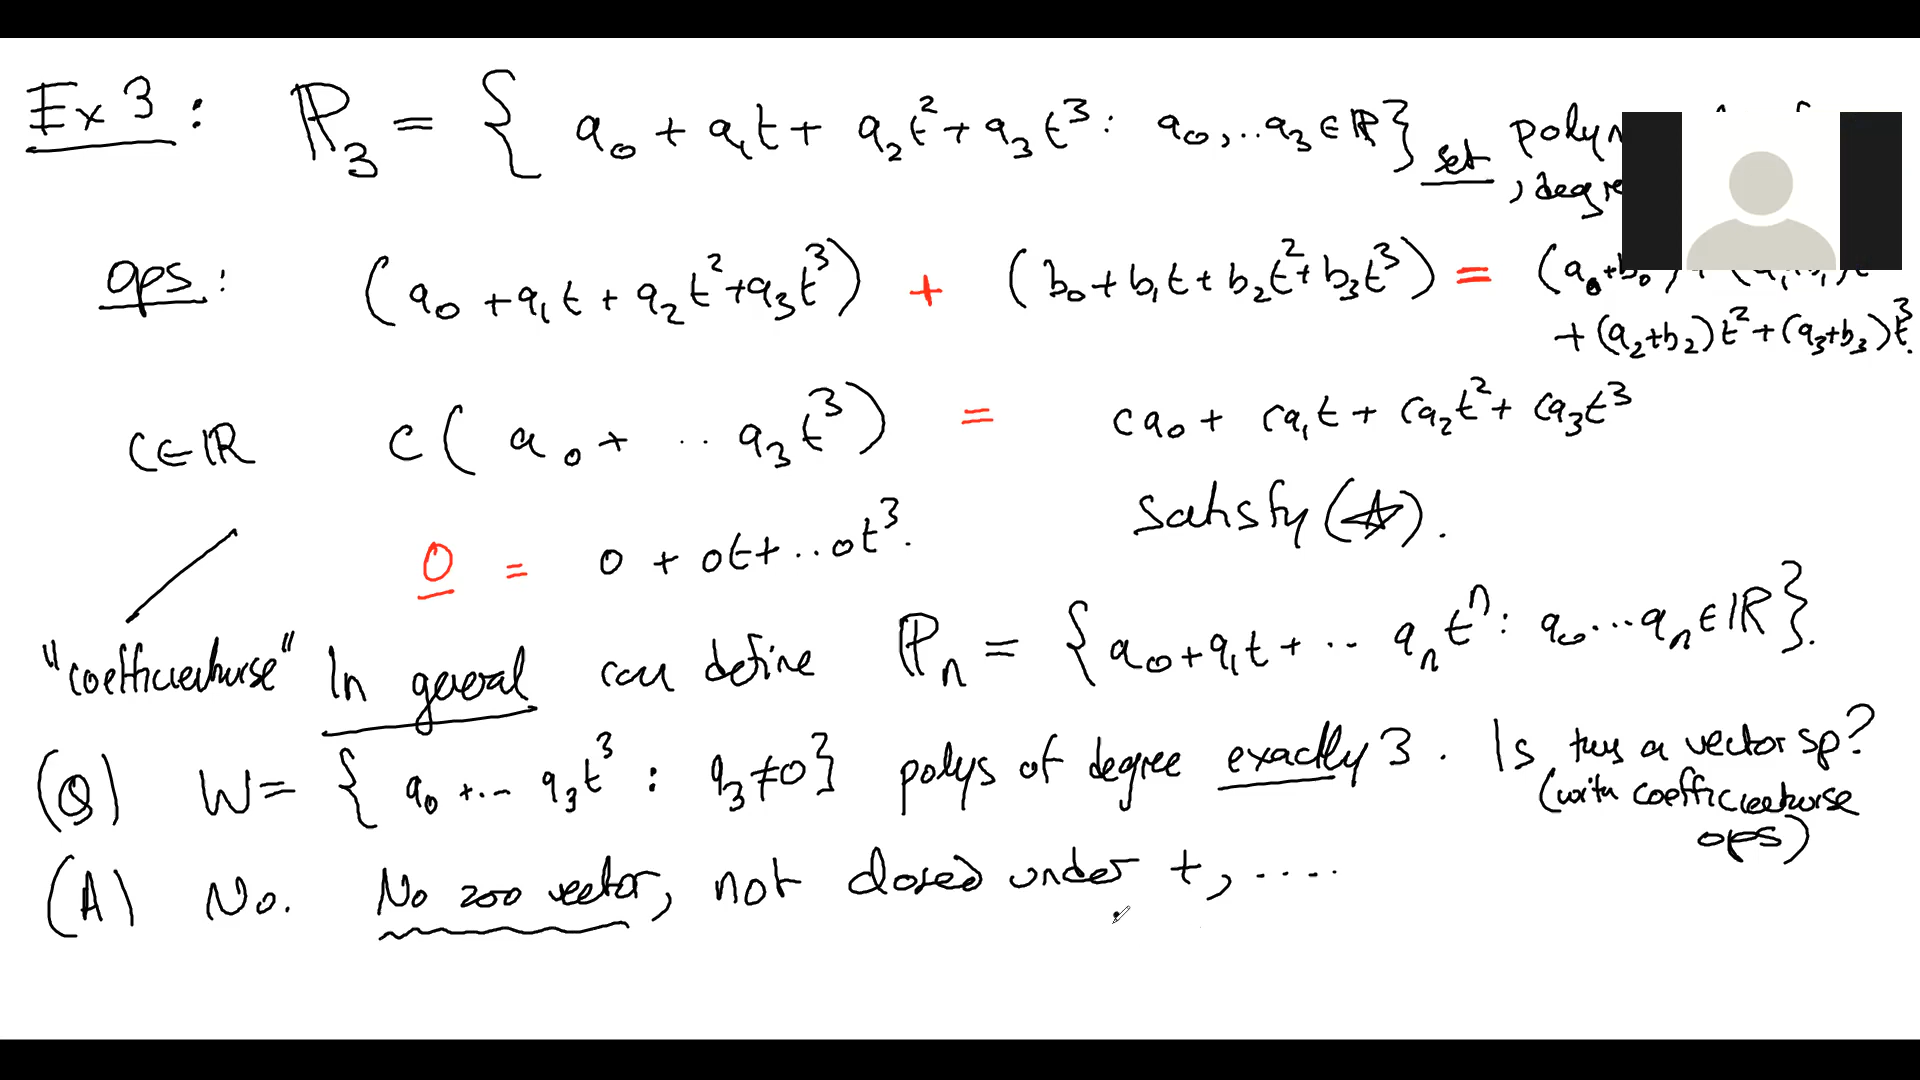 Ex 3 : ℙ₃ = { a₀ + a₁t + a₂t² + a₃t³ : a₀, .. a₃ ∈ ℝ } set
ops : (a₀ + a₁t + a₂t² + a₃t³) + (b₀ + b₁t + b₂t² + b₃t³) = (a₀+b₀) + (a₁+b₁)t
+ (a₂+b₂)t² + (a₃+b₃)t³.
c ∈ ℝ c( a₀ + .. a₃t³ ) = ca₀ + ca₁t + ca₂t² + ca₃t³
satisfy (☆).
0 = 0 + 0t + .. 0t³.
"coefficientwise" In general can define ℙₙ = { a₀ + a₁t + .. aₙtⁿ : a₀ ... aₙ ∈ ℝ }.
(Q) W = { a₀ + .. a₃t³ : a₃ ≠ 0 } polys of degree exactly 3 . Is this a vector sp?
(with coefficientwise
ops)
(A) No. No zero vector, not closed under +, ....